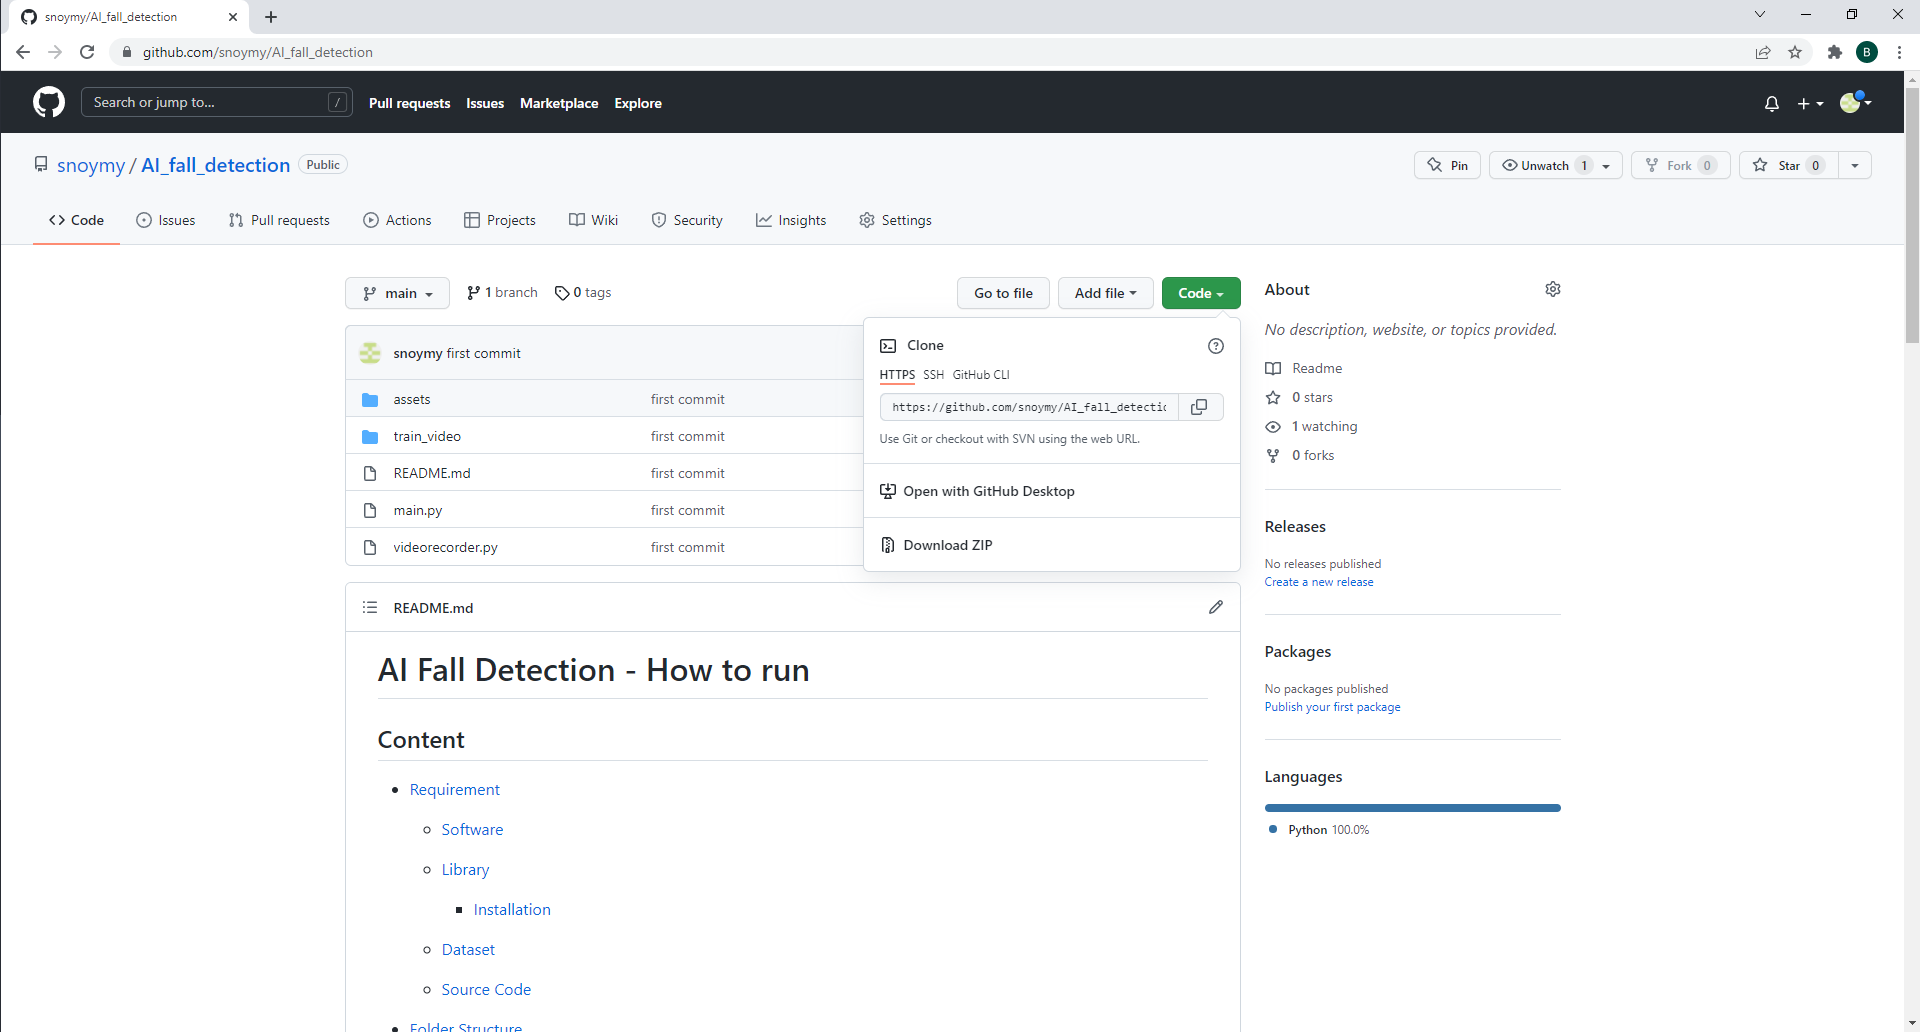 snoymy/AI_fall_detection
github.com/snoymy/AI_fall_detection
B
Search or jump to... /
Pull requests Issues Marketplace Explore
snoymy / AI_fall_detection Public
Pin Unwatch 1 Fork 0 Star 0
Code Issues Pull requests Actions Projects Wiki Security Insights Settings
main 1 branch 0 tags Go to file Add file Code
snoymy first commit
assets first commit
train_video first commit
README.md first commit
main.py first commit
videorecorder.py first commit
Clone
HTTPS SSH GitHub CLI
https://github.com/snoymy/AI_fall_detectic
Use Git or checkout with SVN using the web URL.
Open with GitHub Desktop
Download ZIP
README.md
AI Fall Detection - How to run
Content
Requirement
Software
Library
Installation
Dataset
Source Code
Folder Structure
About
No description, website, or topics provided.
Readme
0 stars
1 watching
0 forks
Releases
No releases published
Create a new release
Packages
No packages published
Publish your first package
Languages
Python 100.0%